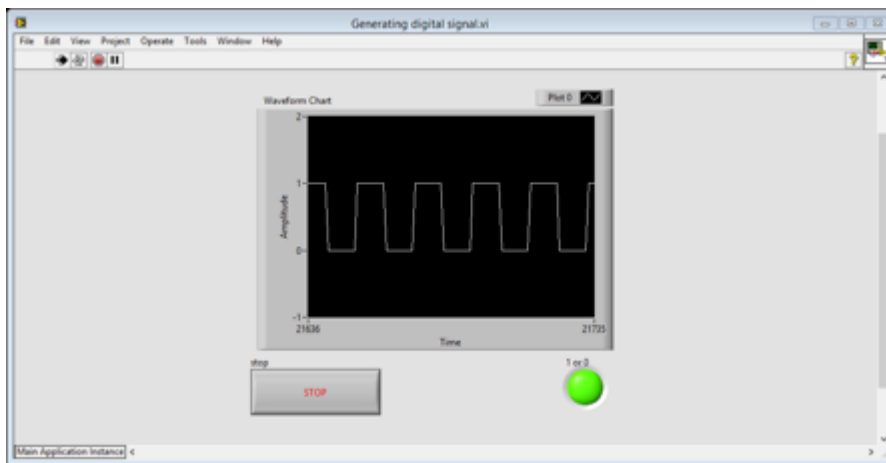 Generating digital signal.vi
File Edit View Project Operate Tools Window Help
Waveform Chart
Plot 0
2
1
0
-1
Amplitude
21636
21735
Time
stop
1 or 0
STOP
Main Application Instance